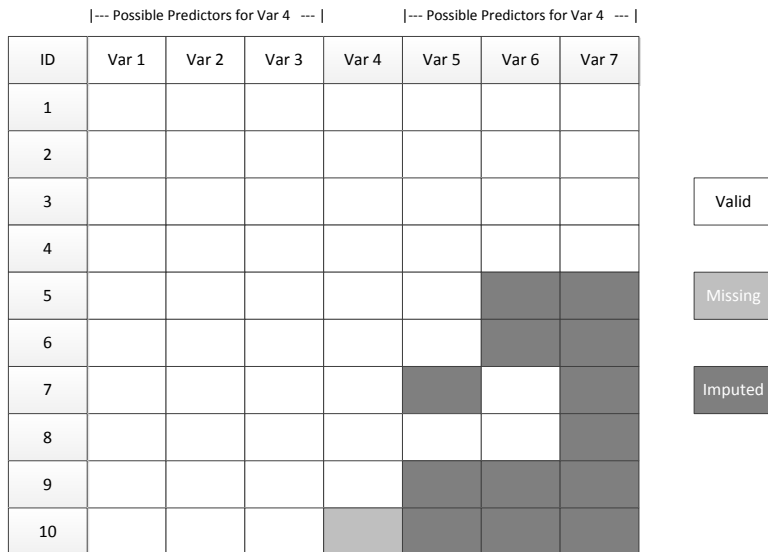 |--- Possible Predictors for Var 4 --- | |--- Possible Predictors for Var 4 --- |
ID Var 1 Var 2 Var 3 Var 4 Var 5 Var 6 Var 7
1
2
3 Valid
4
5 Missing
6
7 Imputed
8
9
10